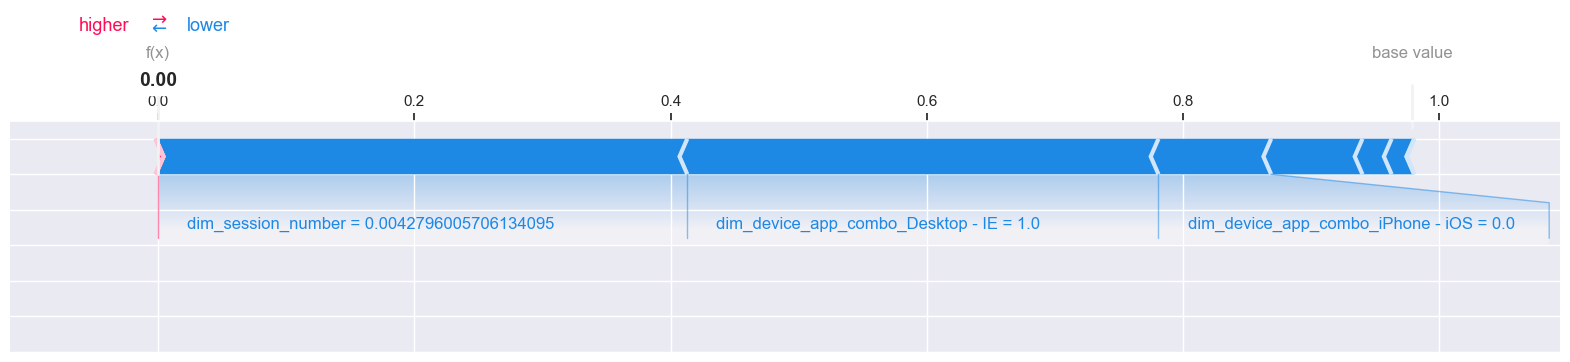 higher ⇄ lower
f(x) base value
0.00
0.0 0.2 0.4 0.6 0.8 1.0
dim_session_number = 0.0042796005706134095 dim_device_app_combo_Desktop - IE = 1.0 dim_device_app_combo_iPhone - iOS = 0.0